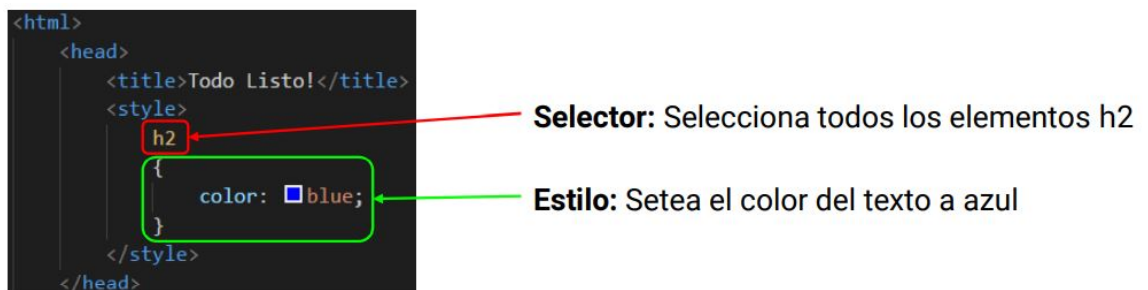 <html>
<head>
<title>Todo Listo!</title>
<style>
h2
{
color: blue;
}
</style>
</head>
Selector: Selecciona todos los elementos h2
Estilo: Setea el color del texto a azul